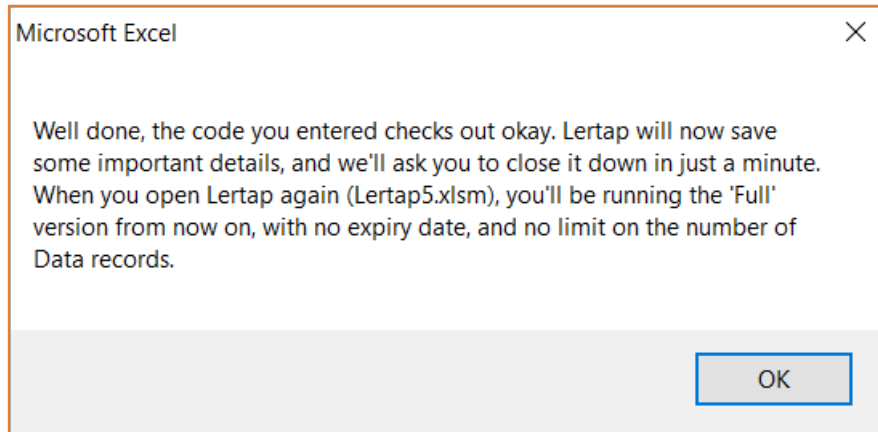 Microsoft Excel
Well done, the code you entered checks out okay. Lertap will now save
some important details, and we'll ask you to close it down in just a minute.
When you open Lertap again (Lertap5.xlsm), you'll be running the 'Full'
version from now on, with no expiry date, and no limit on the number of
Data records.
OK